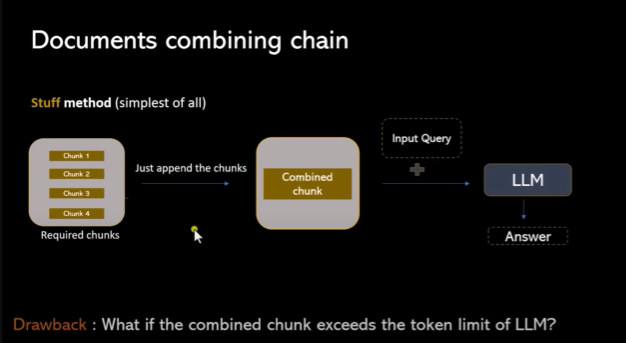 Documents combining chain
Stuff method (simplest of all)
Chunk 1
Chunk 2
Chunk 3
Chunk 4
Required chunks
Just append the chunks
Combined
chunk
Input Query
LLM
Answer
Drawback : What if the combined chunk exceeds the token limit of LLM?